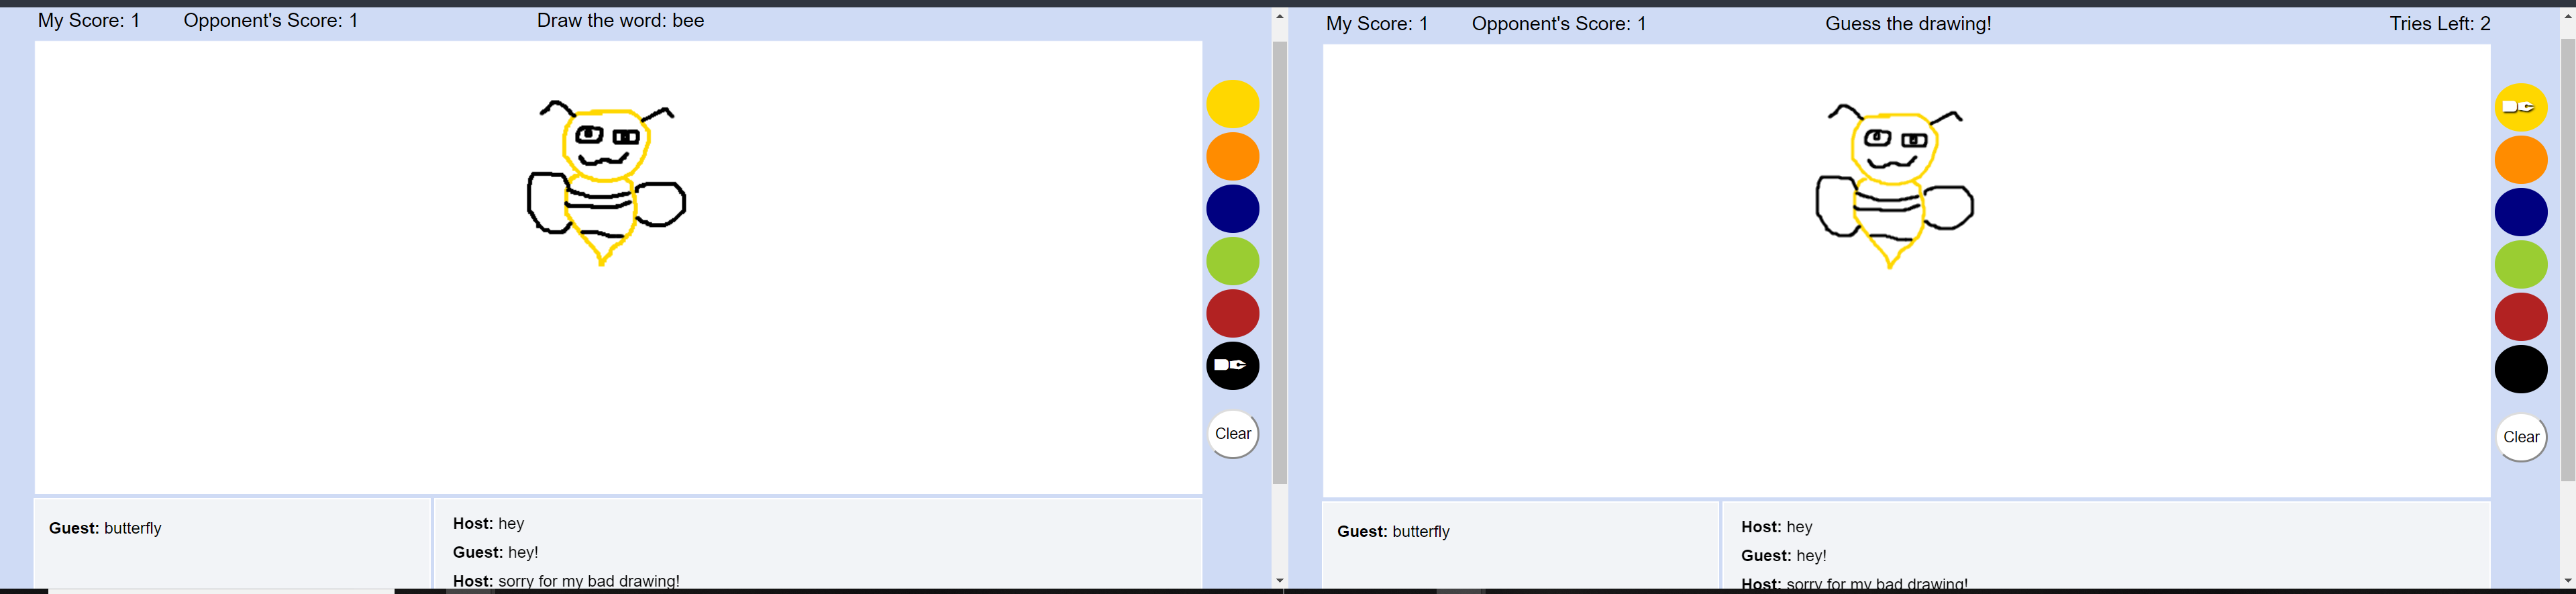 My Score: 1 Opponent's Score: 1 Draw the word: bee
Clear
Guest: butterfly
Host: hey
Guest: hey!
Host: sorry for my bad drawing!
My Score: 1 Opponent's Score: 1 Guess the drawing! Tries Left: 2
Clear
Guest: butterfly
Host: hey
Guest: hey!
Host: sorry for my bad drawing!